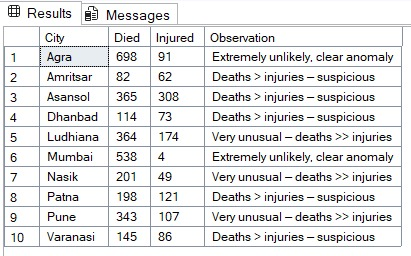 Results Messages
City Died Injured Observation
1 Agra 698 91 Extremely unlikely, clear anomaly
2 Amritsar 82 62 Deaths > injuries – suspicious
3 Asansol 365 308 Deaths > injuries – suspicious
4 Dhanbad 114 73 Deaths > injuries – suspicious
5 Ludhiana 364 174 Very unusual – deaths >> injuries
6 Mumbai 538 4 Extremely unlikely, clear anomaly
7 Nasik 201 49 Very unusual – deaths >> injuries
8 Patna 198 121 Deaths > injuries – suspicious
9 Pune 343 107 Very unusual – deaths >> injuries
10 Varanasi 145 86 Deaths > injuries – suspicious